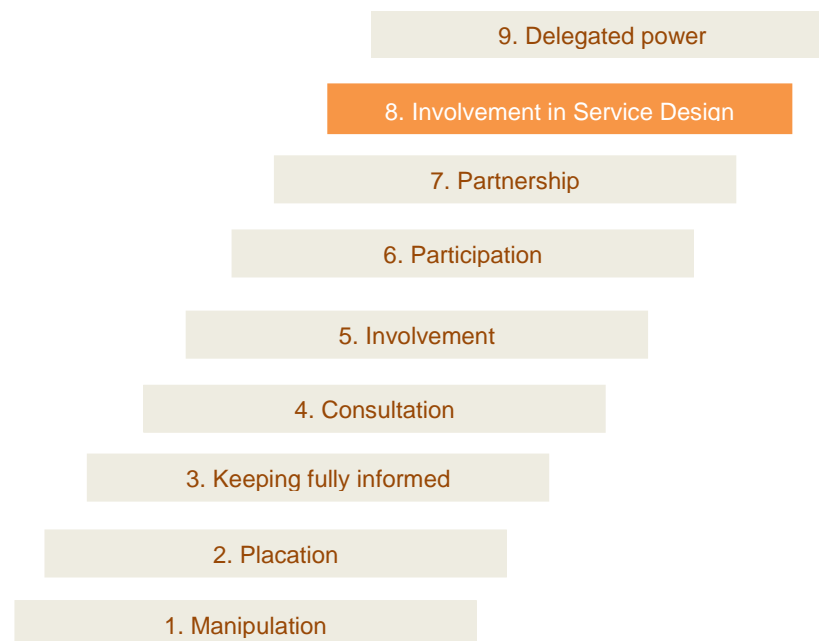 9. Delegated power
8. Involvement in Service Design
7. Partnership
6. Participation
5. Involvement
4. Consultation
3. Keeping fully informed
2. Placation
1. Manipulation